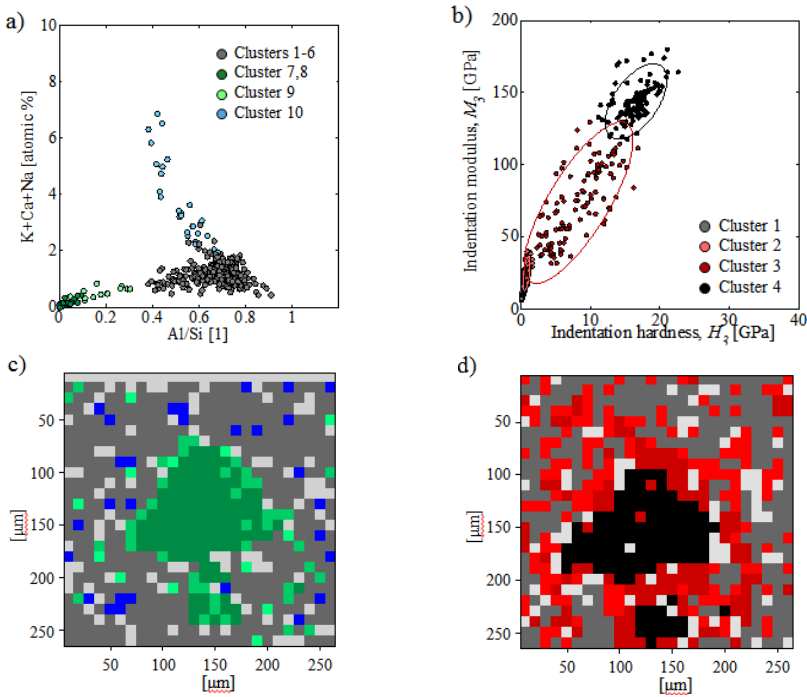 a)
10
8
6
4
2
0
0
0.2
0.4
0.6
0.8
1
K+Ca+Na [atomic %]
Al/Si [1]
Clusters 1-6
Cluster 7,8
Cluster 9
Cluster 10
b)
200
150
100
50
0
0
10
20
30
40
Indentation modulus, M3 [GPa]
Indentation hardness, H3 [GPa]
Cluster 1
Cluster 2
Cluster 3
Cluster 4
c)
50
100
150
200
250
[μm]
50
100
150
200
250
[μm]
d)
50
100
150
200
250
[μm]
50
100
150
200
250
[μm]